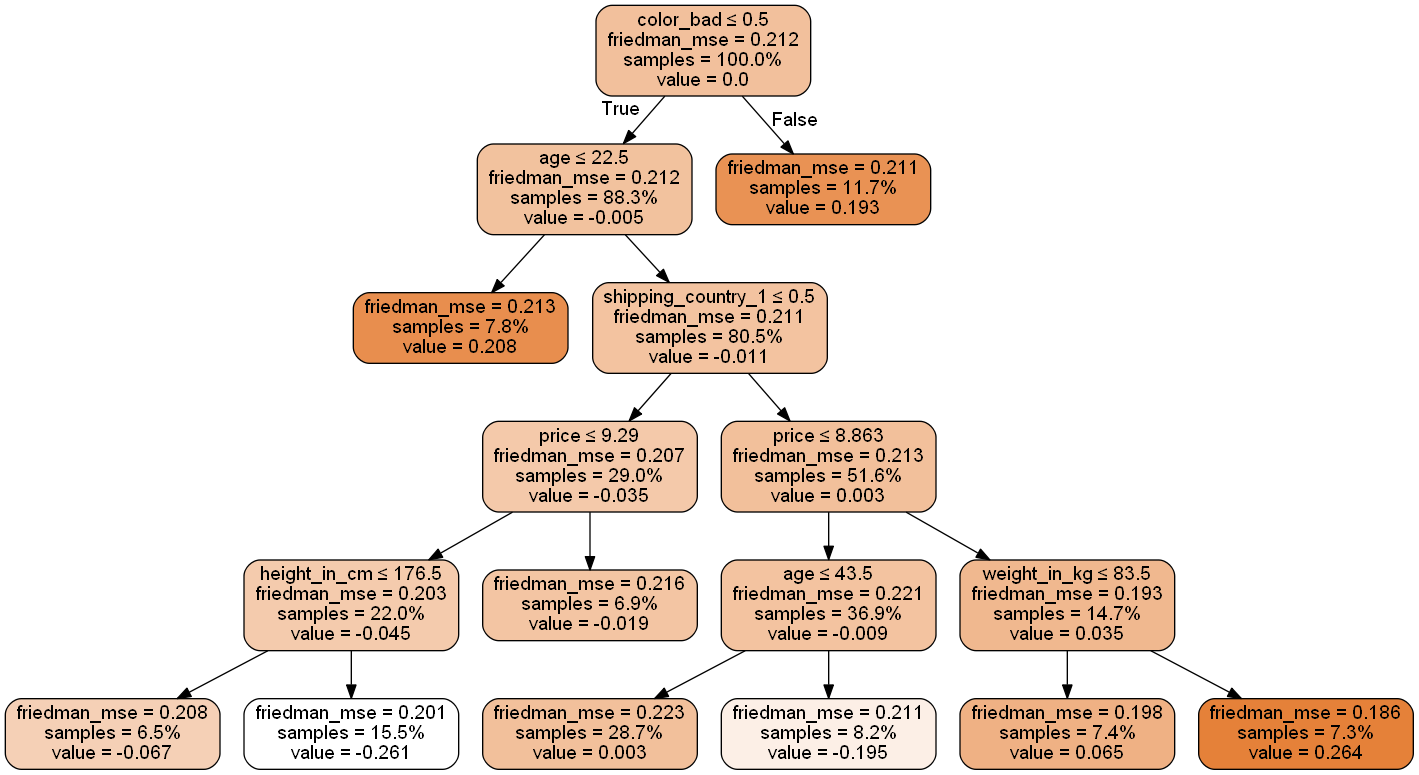 color_bad ≤ 0.5
friedman_mse = 0.212
samples = 100.0%
value = 0.0
True
False
age ≤ 22.5
friedman_mse = 0.212
samples = 88.3%
value = -0.005
friedman_mse = 0.211
samples = 11.7%
value = 0.193
friedman_mse = 0.213
samples = 7.8%
value = 0.208
shipping_country_1 ≤ 0.5
friedman_mse = 0.211
samples = 80.5%
value = -0.011
price ≤ 9.29
friedman_mse = 0.207
samples = 29.0%
value = -0.035
price ≤ 8.863
friedman_mse = 0.213
samples = 51.6%
value = 0.003
height_in_cm ≤ 176.5
friedman_mse = 0.203
samples = 22.0%
value = -0.045
friedman_mse = 0.216
samples = 6.9%
value = -0.019
age ≤ 43.5
friedman_mse = 0.221
samples = 36.9%
value = -0.009
weight_in_kg ≤ 83.5
friedman_mse = 0.193
samples = 14.7%
value = 0.035
friedman_mse = 0.208
samples = 6.5%
value = -0.067
friedman_mse = 0.201
samples = 15.5%
value = -0.261
friedman_mse = 0.223
samples = 28.7%
value = 0.003
friedman_mse = 0.211
samples = 8.2%
value = -0.195
friedman_mse = 0.198
samples = 7.4%
value = 0.065
friedman_mse = 0.186
samples = 7.3%
value = 0.264